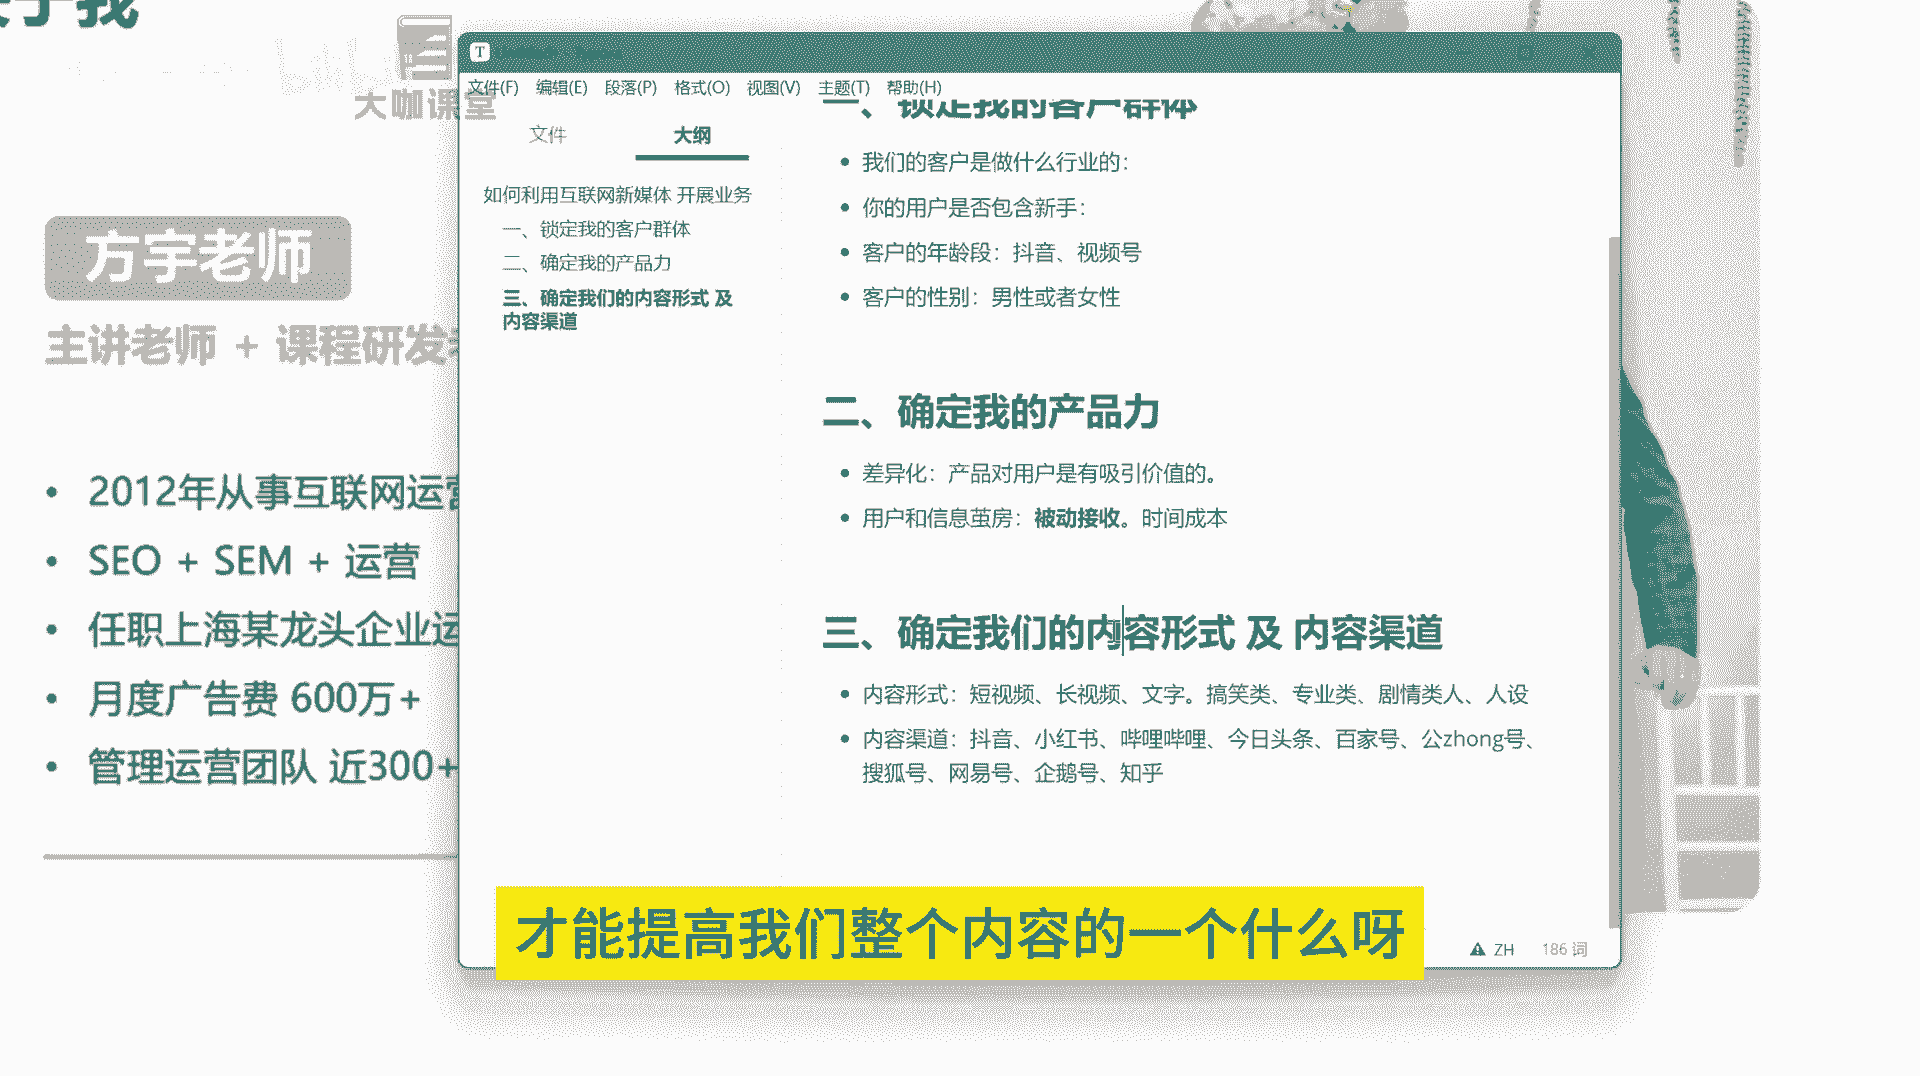 于我
大咖课堂
方宇老师
主讲老师 + 课程研发
• 2012年从事互联网运营
• SEO + SEM + 运营
• 任职上海某龙头企业运
• 月度广告费 600万+
• 管理运营团队 近300+
文件(F) 编辑(E) 段落(P) 格式(O) 视图(V) 主题(T) 帮助(H)
文件 大纲
如何利用互联网新媒体 开展业务
一、锁定我的客户群体
二、确定我的产品力
三、确定我们的内容形式 及
内容渠道
一、锁定我的客户群体
• 我们的客户是做什么行业的：
• 你的用户是否包含新手：
• 客户的年龄段：抖音、视频号
• 客户的性别：男性或者女性
二、确定我的产品力
• 差异化：产品对用户是有吸引价值的。
• 用户和信息茧房：被动接收。时间成本
三、确定我们的内容形式 及 内容渠道
• 内容形式：短视频、长视频、文字。搞笑类、专业类、剧情类人、人设
• 内容渠道：抖音、小红书、哔哩哔哩、今日头条、百家号、公zhong号、
搜狐号、网易号、企鹅号、知乎
ZH 186 词
才能提高我们整个内容的一个什么呀